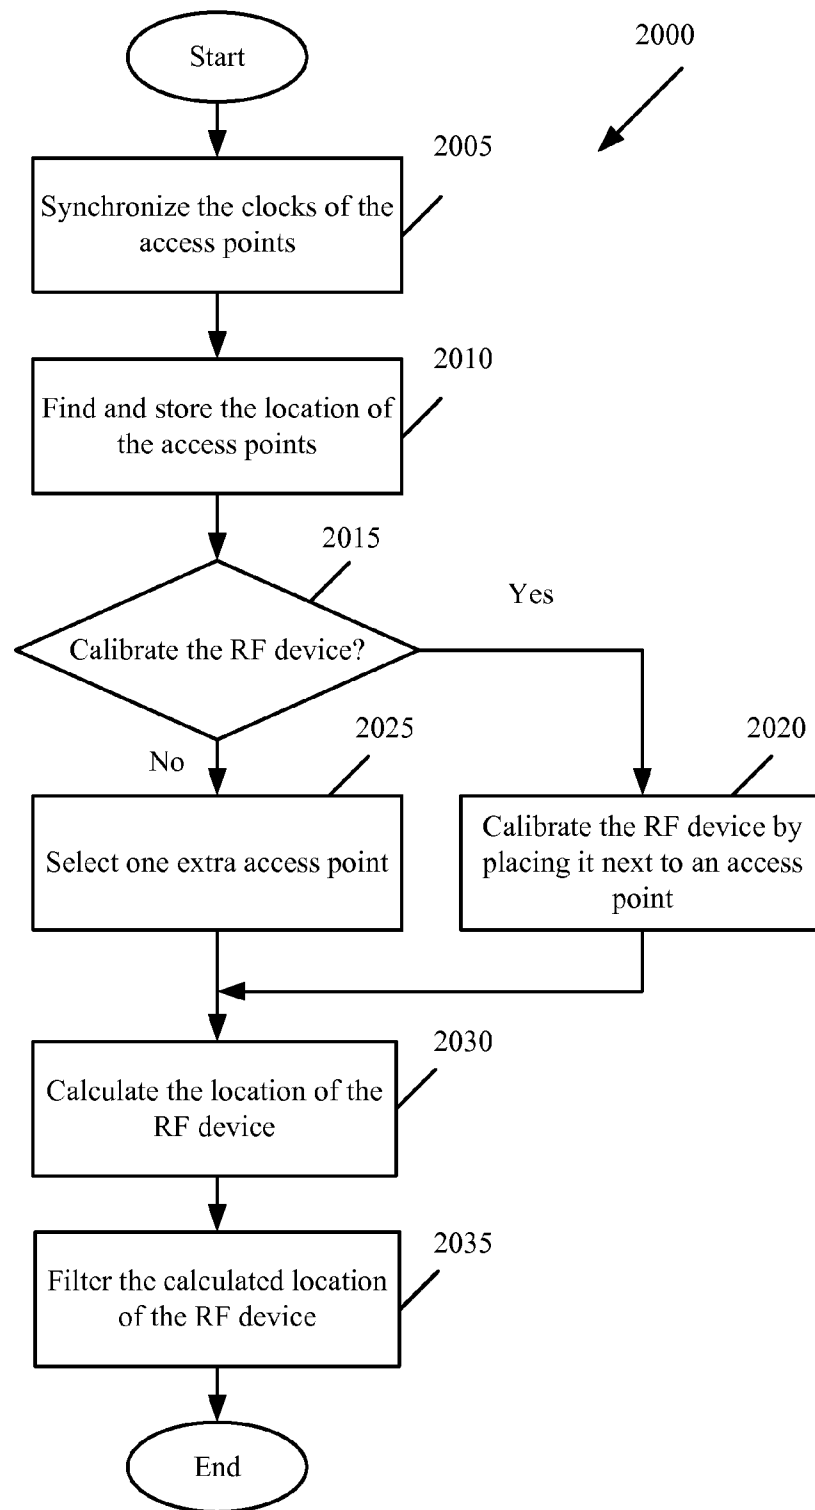 Start
2000
2005
Synchronize the clocks of the
access points
2010
Find and store the location of
the access points
2015
Yes
Calibrate the RF device?
No
2025
2020
Select one extra access point
Calibrate the RF device by
placing it next to an access
point
2030
Calculate the location of the
RF device
2035
Filter the calculated location
of the RF device
End